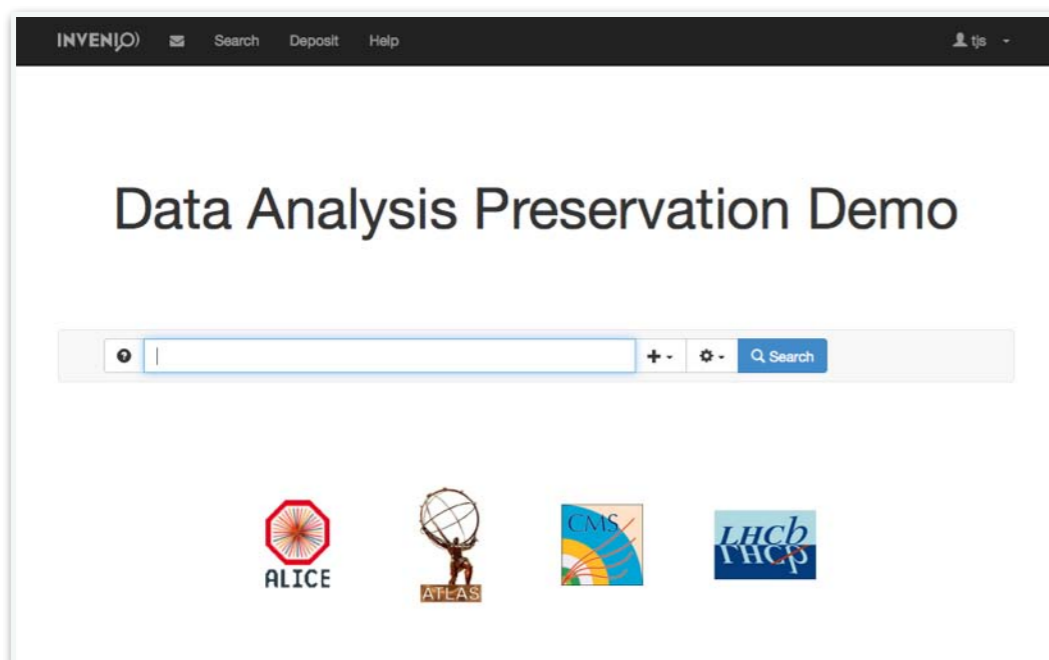 INVENIO Search Deposit Help tjs
Data Analysis Preservation Demo
Search
ALICE ATLAS CMS LHCb